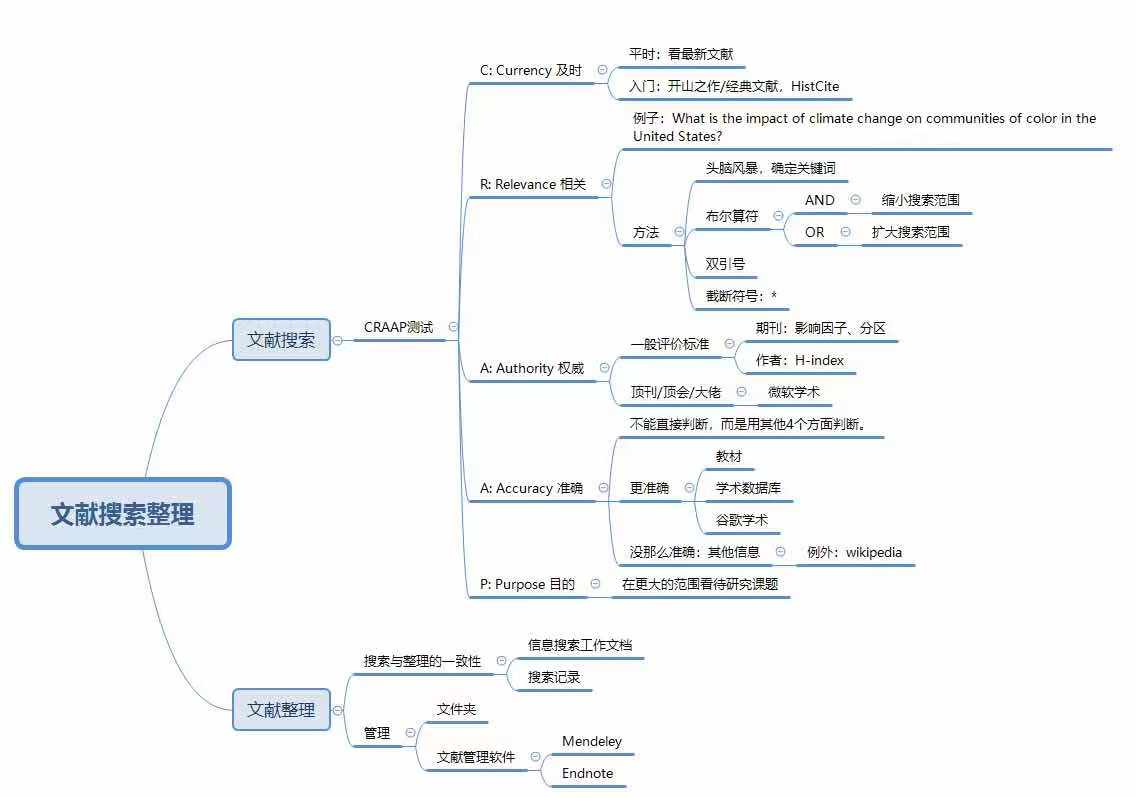 文献搜索整理
文献搜索
CRAAP测试
C: Currency 及时
平时：看最新文献
入门：开山之作/经典文献，HistCite
R: Relevance 相关
例子：What is the impact of climate change on communities of color in the
United States?
方法
头脑风暴，确定关键词
布尔算符
AND
缩小搜索范围
OR
扩大搜索范围
双引号
截断符号：*
A: Authority 权威
一般评价标准
期刊：影响因子、分区
作者：H-index
顶刊/顶会/大佬
微软学术
A: Accuracy 准确
不能直接判断，而是用其他4个方面判断。
更准确
教材
学术数据库
谷歌学术
没那么准确：其他信息
例外：wikipedia
P: Purpose 目的
在更大的范围看待研究课题
文献整理
搜索与整理的一致性
信息搜索工作文档
搜索记录
管理
文件夹
文献管理软件
Mendeley
Endnote